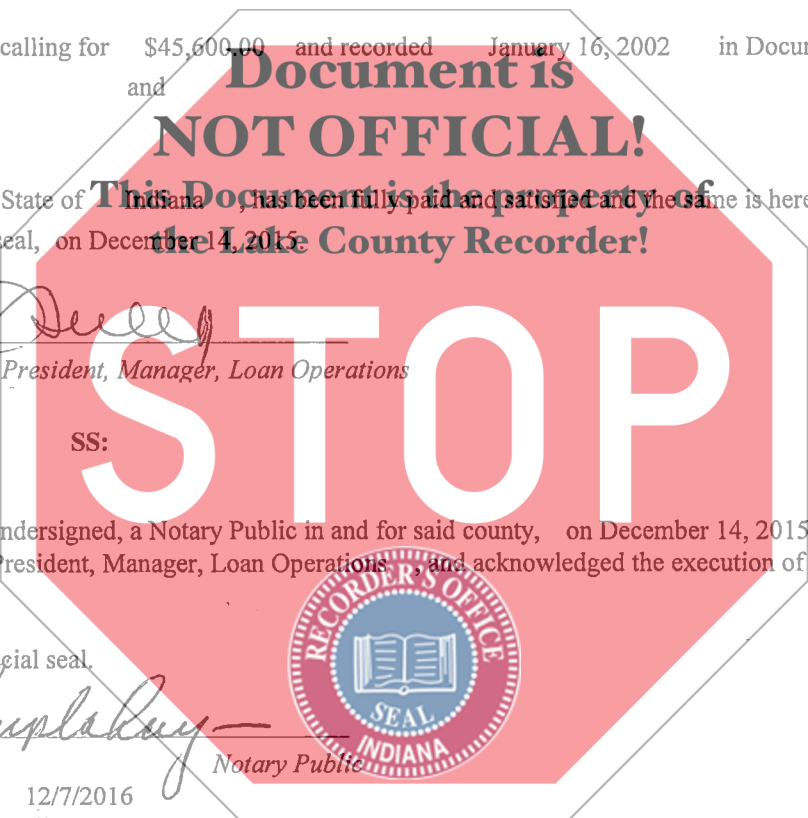 calling for $45,600.00 and recorded January 16, 2002 in Docu
and
Document is
NOT OFFICIAL!
This Document is the property of
State of Indiana , has been fully paid and satisfied and the same is here
the Lake County Recorder!
seal, on December 14, 2015.
STOP
President, Manager, Loan Operations
SS:
ndersigned, a Notary Public in and for said county, on December 14, 2015
President, Manager, Loan Operations , and acknowledged the execution of
RECORDER'S OFFICE
SEAL
INDIANA
cial seal.
Notary Public
12/7/2016